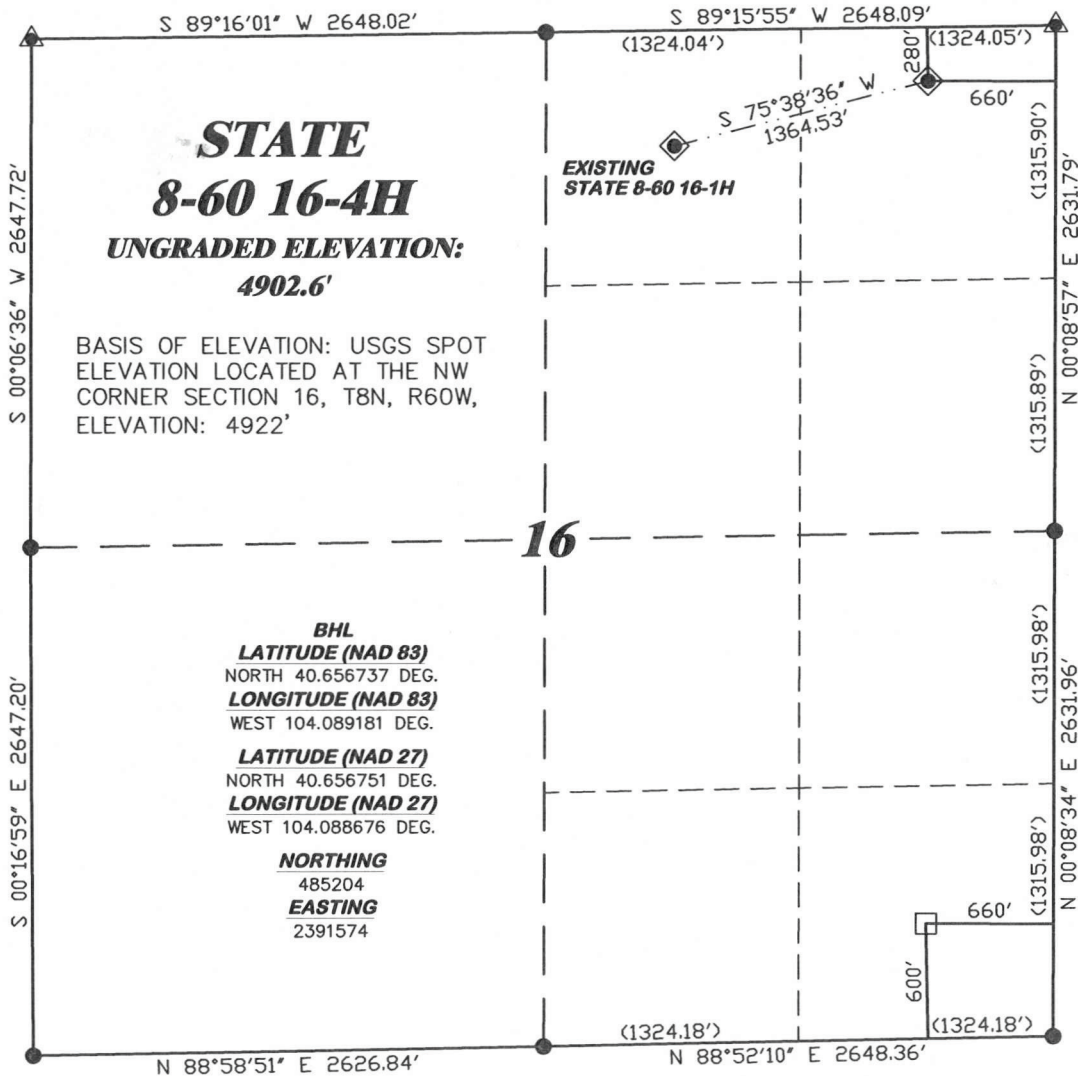 S 89°16'01" W 2648.02'
S 89°15'55" W 2648.09'
(1324.04')
(1324.05')
280'
660'
S 75°38'36" W
1364.53'
EXISTING
STATE 8-60 16-1H
STATE
8-60 16-4H
UNGRADED ELEVATION:
4902.6'
BASIS OF ELEVATION: USGS SPOT
ELEVATION LOCATED AT THE NW
CORNER SECTION 16, T8N, R60W,
ELEVATION: 4922'
S 00°06'36" W 2647.72'
(1315.90')
N 00°08'57" E 2631.79'
(1315.89')
16
BHL
LATITUDE (NAD 83)
NORTH 40.656737 DEG.
LONGITUDE (NAD 83)
WEST 104.089181 DEG.
LATITUDE (NAD 27)
NORTH 40.656751 DEG.
LONGITUDE (NAD 27)
WEST 104.088676 DEG.
NORTHING
485204
EASTING
2391574
S 00°16'59" E 2647.20'
(1315.98')
N 00°08'34" E 2631.96'
(1315.98')
660'
600'
(1324.18')
(1324.18')
N 88°58'51" E 2626.84'
N 88°52'10" E 2648.36'